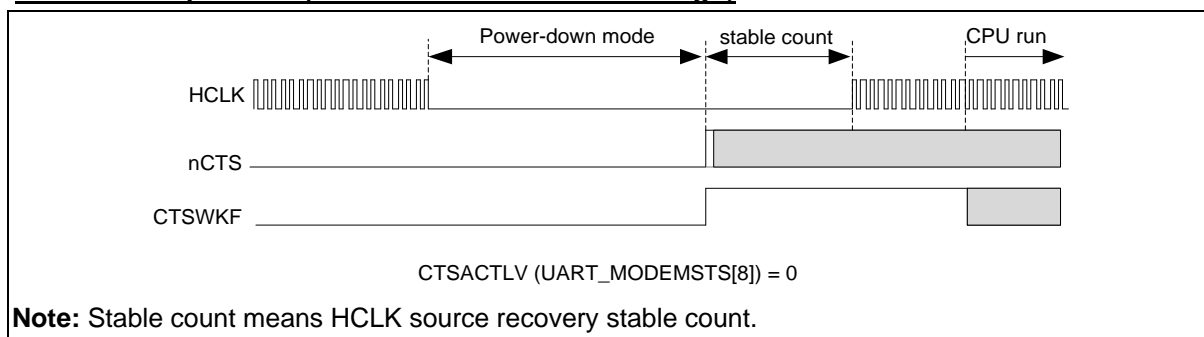 Power-down mode stable count CPU run
HCLK
nCTS
CTSWKF
CTSACTLV (UART_MODEMSTS[8]) = 0
Note: Stable count means HCLK source recovery stable count.